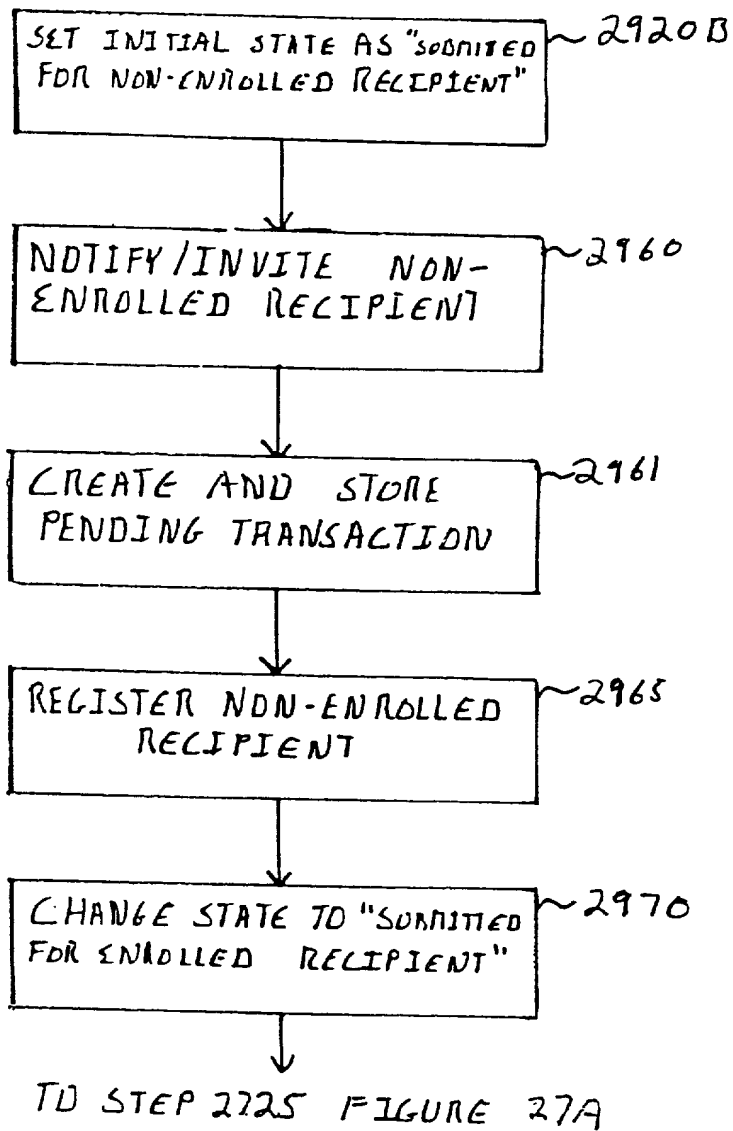 SET INITIAL STATE AS "SUBMITED
FOR NON-ENROLLED RECIPIENT"
2920B
NOTIFY/INVITE NON-
ENROLLED RECIPIENT
2960
CREATE AND STORE
PENDING TRANSACTION
2961
REGISTER NON-ENROLLED
RECIPIENT
2965
CHANGE STATE TO "SUBMITTED
FOR ENROLLED RECIPIENT"
2970
TO STEP 2725 FIGURE 27A